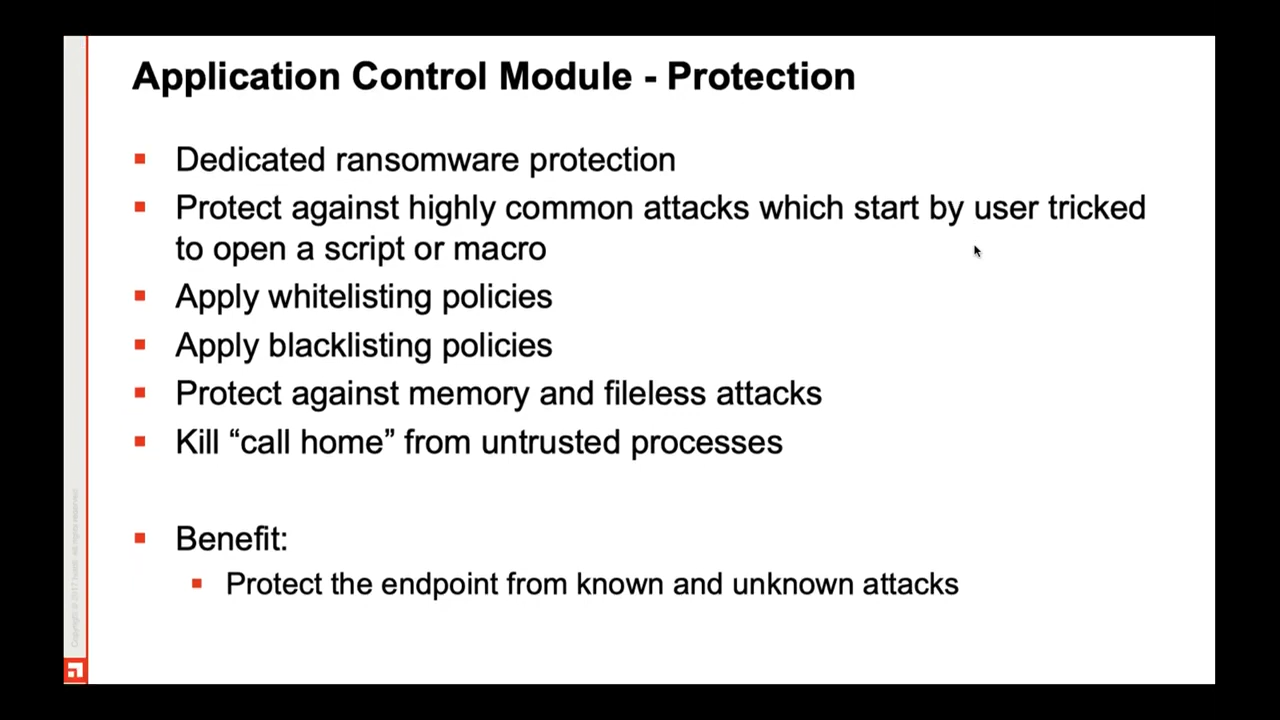 Application Control Module - Protection
Dedicated ransomware protection
Protect against highly common attacks which start by user tricked
to open a script or macro
Apply whitelisting policies
Apply blacklisting policies
Protect against memory and fileless attacks
Kill “call home” from untrusted processes
Benefit:
Protect the endpoint from known and unknown attacks